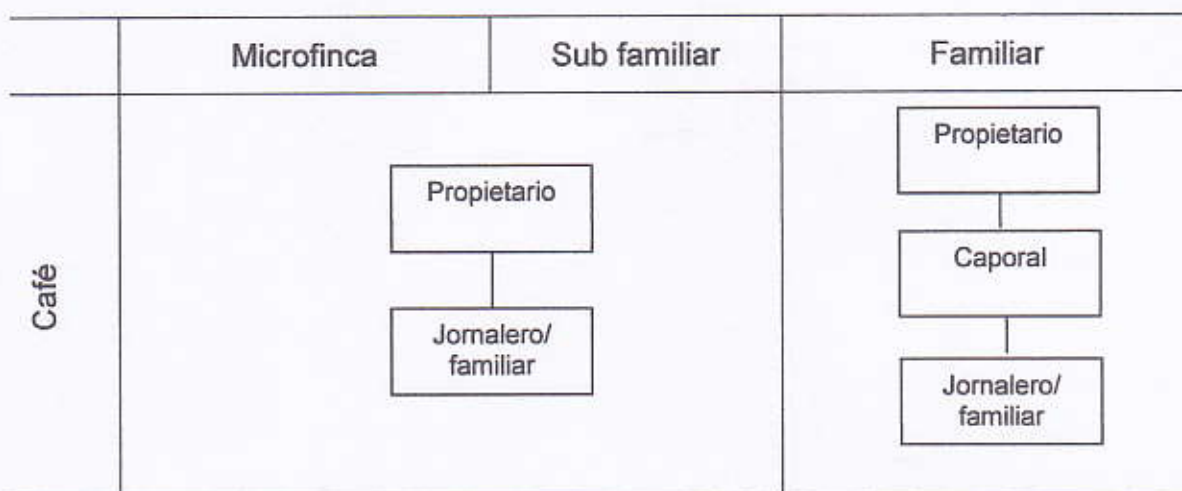 Microfinca
Sub familiar
Familiar
Café
Propietario
Jornalero/
familiar
Propietario
Caporal
Jornalero/
familiar